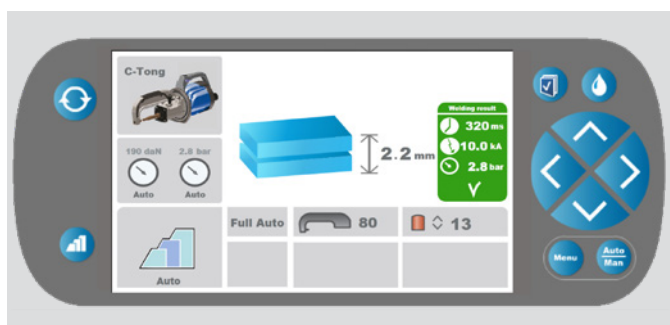 C-Tong
190 daN
2.8 bar
Auto
Auto
Auto
2.2 mm
Welding result
320 ms
10.0 kA
2.8 bar
Full Auto
80
13
Menu
Auto
Man